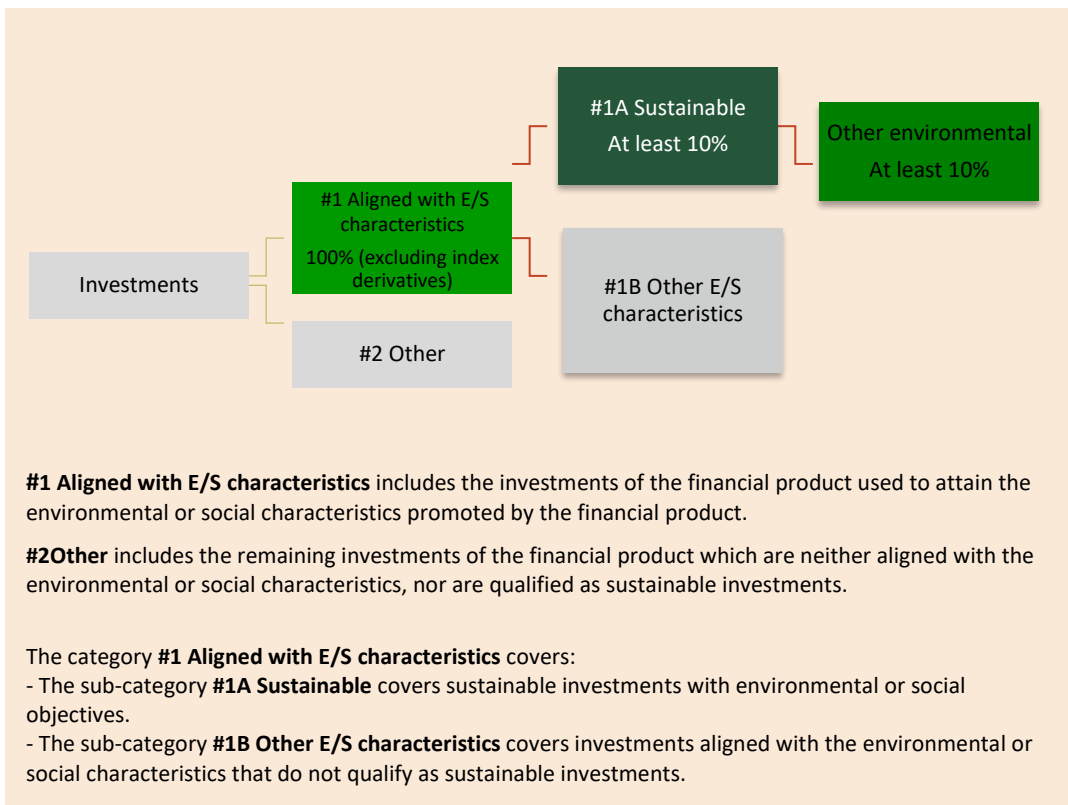 #1A Sustainable
At least 10%
Other environmental
At least 10%
#1 Aligned with E/S
characteristics
100% (excluding index
derivatives)
Investments
#1B Other E/S
characteristics
#2 Other
#1 Aligned with E/S characteristics includes the investments of the financial product used to attain the
environmental or social characteristics promoted by the financial product.
#2Other includes the remaining investments of the financial product which are neither aligned with the
environmental or social characteristics, nor are qualified as sustainable investments.
The category #1 Aligned with E/S characteristics covers:
- The sub-category #1A Sustainable covers sustainable investments with environmental or social
objectives.
- The sub-category #1B Other E/S characteristics covers investments aligned with the environmental or
social characteristics that do not qualify as sustainable investments.